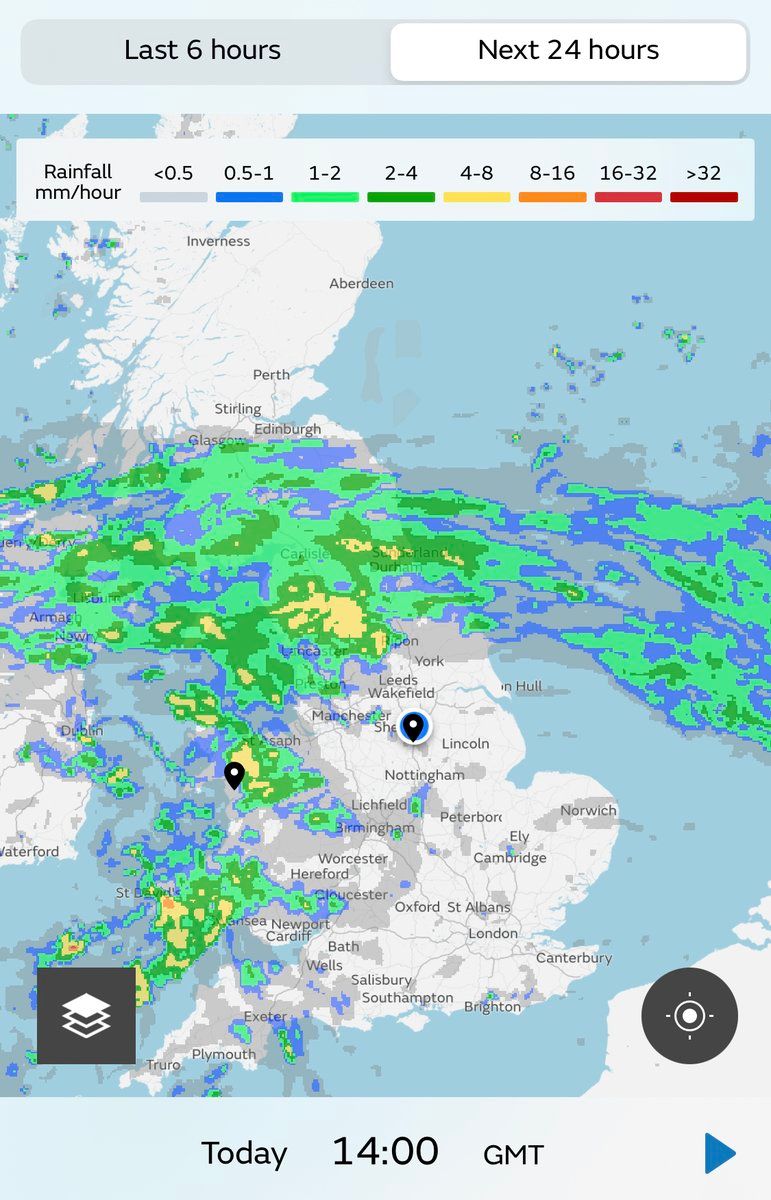 Last 6 hours
Next 24 hours
Rainfall
mm/hour
<0.5
0.5-1
1-2
2-4
4-8
8-16
16-32
>32
Inverness
Aberdeen
Perth
Stirling
Edinburgh
Glasgow
Carlisle
Sunderland
Durham
Lisburn
Armagh
Newry
Ripon
Lancaster
York
Leeds
Preston
Wakefield
n Hull
Manchester
She
Dublin
St Asaph
Lincoln
Nottingham
Lichfield
Peterboro
Norwich
Birmingham
Ely
Waterford
Worcester
Cambridge
Hereford
St David's
Gloucester
Oxford
St Albans
Swansea
Newport
London
Cardiff
Bath
Wells
Canterbury
Salisbury
Southampton
Brighton
Exeter
Plymouth
Truro
Today 14:00 GMT